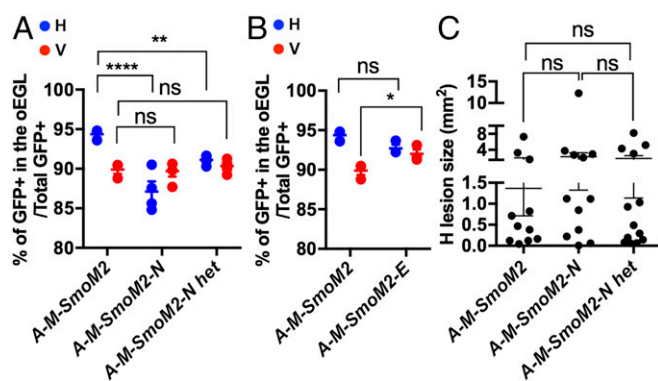 A
H
V
**
****
ns
ns
% of GFP+ in the oEGL
/Total GFP+
100
95
90
85
80
A-M-SmoM2
A-M-SmoM2-N
A-M-SmoM2-N het
B
H
V
ns
*
% of GFP+ in the oEGL
/Total GFP+
100
95
90
85
80
A-M-SmoM2
A-M-SmoM2-E
C
ns
ns
ns
H lesion size (mm²)
15
10
8
4
2
1.5
1.0
0.5
0.0
A-M-SmoM2
A-M-SmoM2-N
A-M-SmoM2-N het